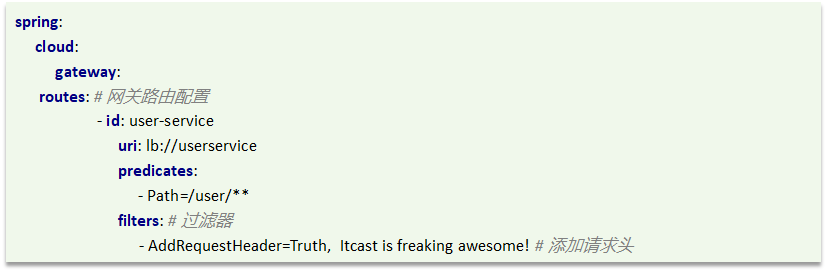 spring:
cloud:
gateway:
routes: # 网关路由配置
- id: user-service
uri: lb://userservice
predicates:
- Path=/user/**
filters: # 过滤器
- AddRequestHeader=Truth, Itcast is freaking awesome! # 添加请求头